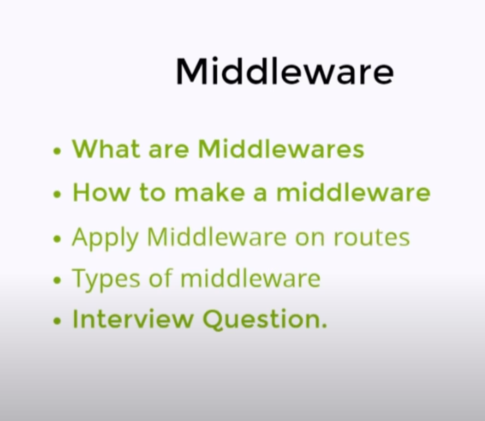 Middleware
• What are Middlewares
• How to make a middleware
• Apply Middleware on routes
• Types of middleware
• Interview Question.